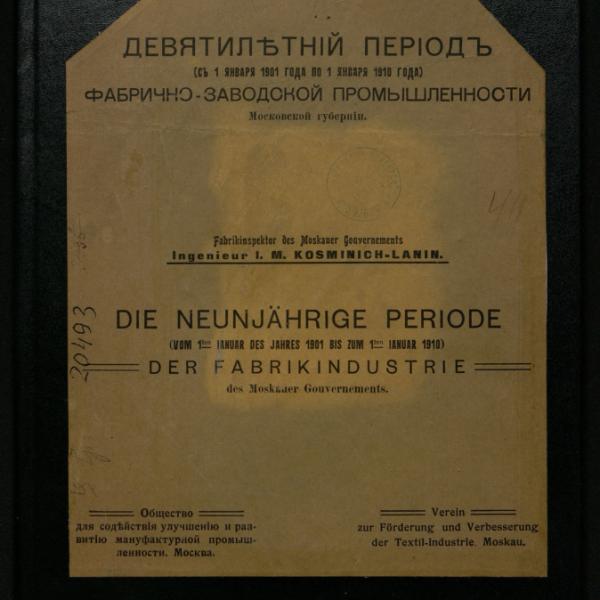 ДЕВЯТИЛѢТНІЙ ПЕРІОДЪ
(СЪ 1 ЯНВАРЯ 1901 ГОДА ПО 1 ЯНВАРЯ 1910 ГОДА)
ФАБРИЧНО-ЗАВОДСКОЙ ПРОМЫШЛЕННОСТИ
Московской губерніи.
Fabrikinspektor des Moskauer Gouvernements
Ingenieur I. M. KOSMINICH-LANIN.
DIE NEUNJÄHRIGE PERIODE
(VOM 1ten IANUAR DES JAHRES 1901 BIS ZUM 1ten IANUAR 1910)
DER FABRIKINDUSTRIE
des Moskauer Gouvernements.
20493
Общество
для содѣйствія улучшенію и раз-
витію мануфактурной промыш-
ленности. Москва.
Verein
zur Förderung und Verbesserung
der Textil-Industrie. Moskau.